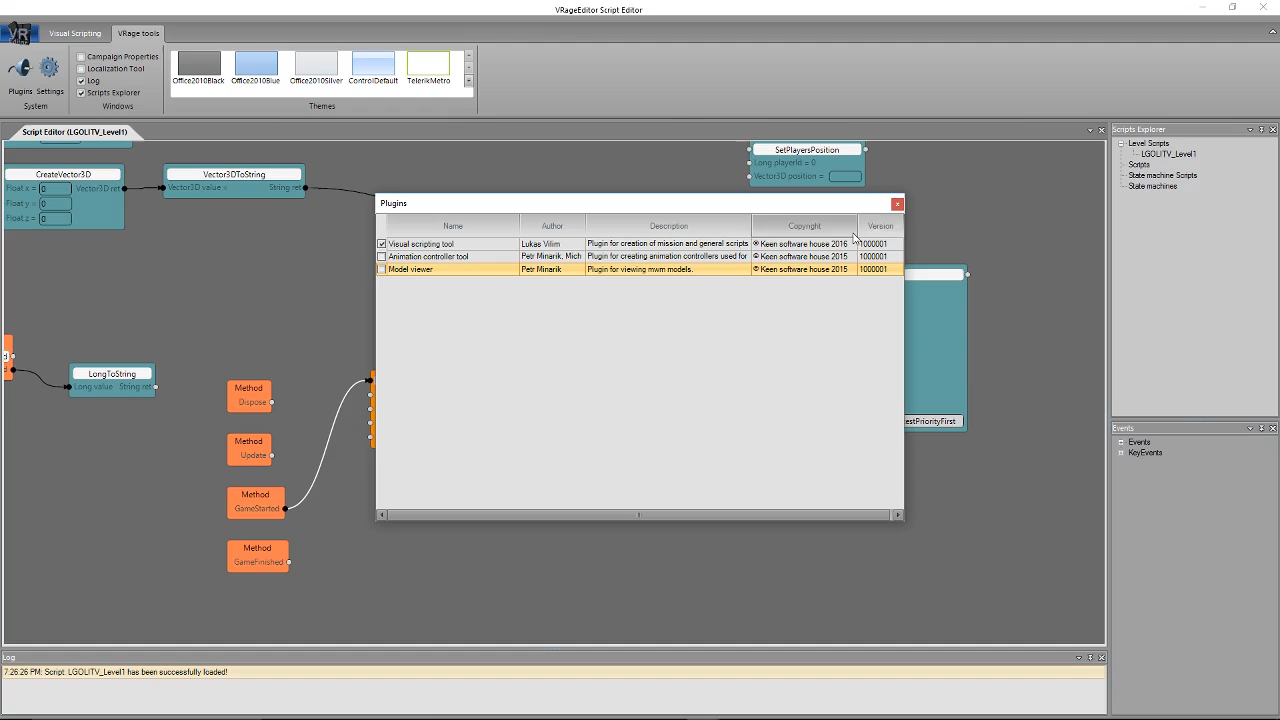 VRageEditor Script Editor
VR
Visual Scripting
VRage tools
Campaign Properties
Localization Tool
Log
Scripts Explorer
Plugins
Settings
System
Windows
Office2010Black
Office2010Blue
Office2010Silver
ControlDefault
TelerikMetro
Themes
Script Editor (LGOLITV_Level1)
CreateVector3D
Float x = 0
Vector3D ret
Float y = 0
Float z = 0
Vector3DToString
Vector3D value =
String ret
SetPlayersPosition
Long playerId = 0
Vector3D position =
Plugins
Name Author Description Copyright Version
Visual scripting tool Lukas Vilim Plugin for creation of mission and general scripts © Keen software house 2016 1000001
Animation controller tool Petr Minarik, Mich Plugin for creating animation controllers used for © Keen software house 2015 1000001
Model viewer Petr Minarik Plugin for viewing mwm models. © Keen software house 2015 1000001
LongToString
Long value String ret
Method
Dispose
Method
Update
Method
GameStarted
Method
GameFinished
estPriorityFirst
Scripts Explorer
Level Scripts
LGOLITV_Level1
Scripts
State machine Scripts
State machines
Events
Events
KeyEvents
Log
7.26.26 PM: Script: LGOLITV_Level1 has been successfully loaded!